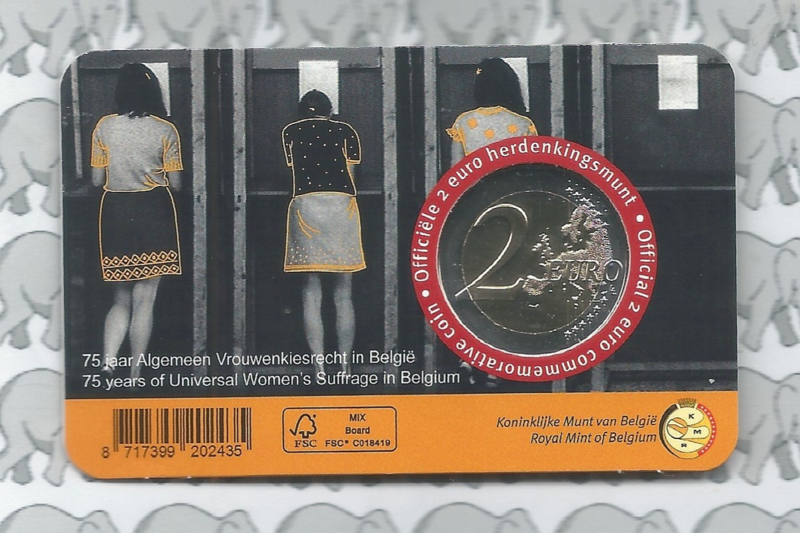 Officiële 2 euro herdenkingsmunt • Official 2 euro commemorative coin •
2 EURO
75 jaar Algemeen Vrouwenkiesrecht in België
75 years of Universal Women's Suffrage in Belgium
8 717399 202435
FSC
MIX
Board
FSC® C018419
Koninklijke Munt van België
Royal Mint of Belgium
K M R